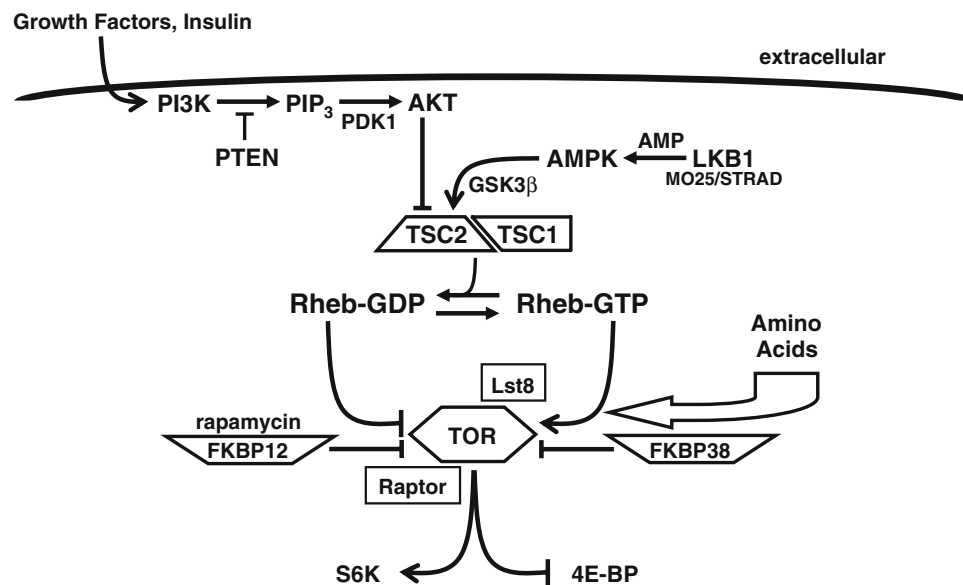 Growth Factors, Insulin
extracellular
PI3K
PIP3
AKT
PDK1
PTEN
AMPK
AMP
LKB1
MO25/STRAD
GSK3β
TSC2
TSC1
Rheb-GDP
Rheb-GTP
Amino
Acids
Lst8
rapamycin
FKBP12
TOR
FKBP38
Raptor
S6K
4E-BP